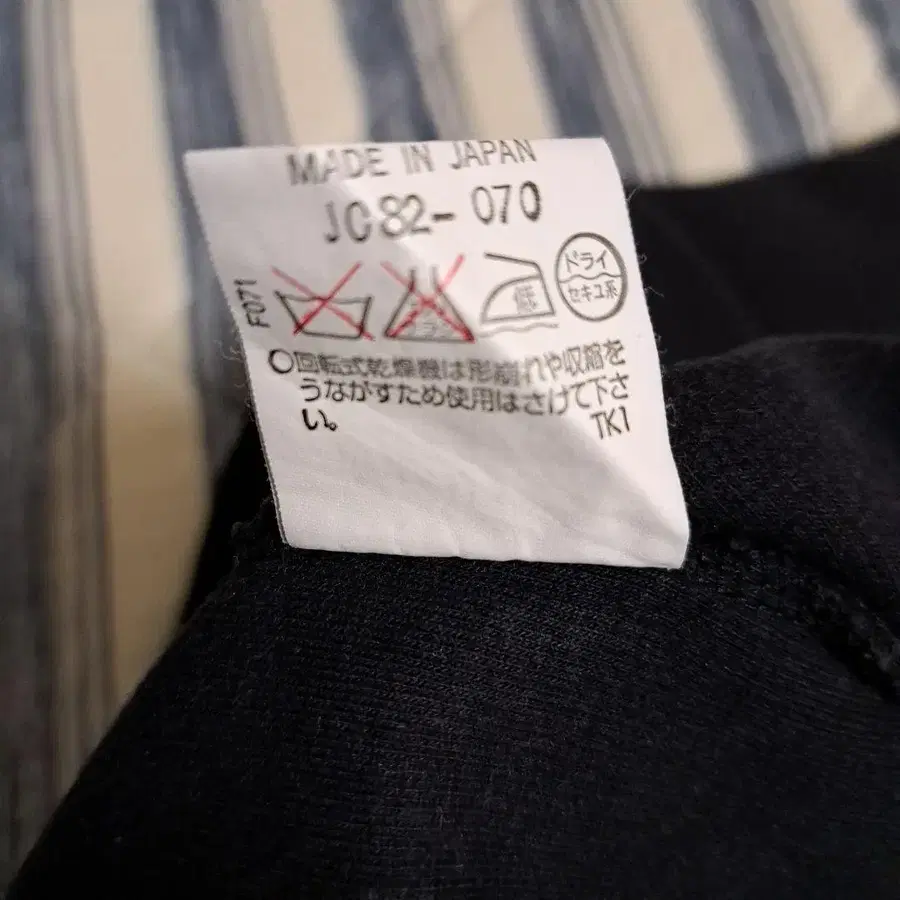 MADE IN JAPAN
JC82-070
F071
低
ドライ
セキユ系
○回転式乾燥機は形崩れや収縮を
うながすため使用はさけて下さ
い。
TK1